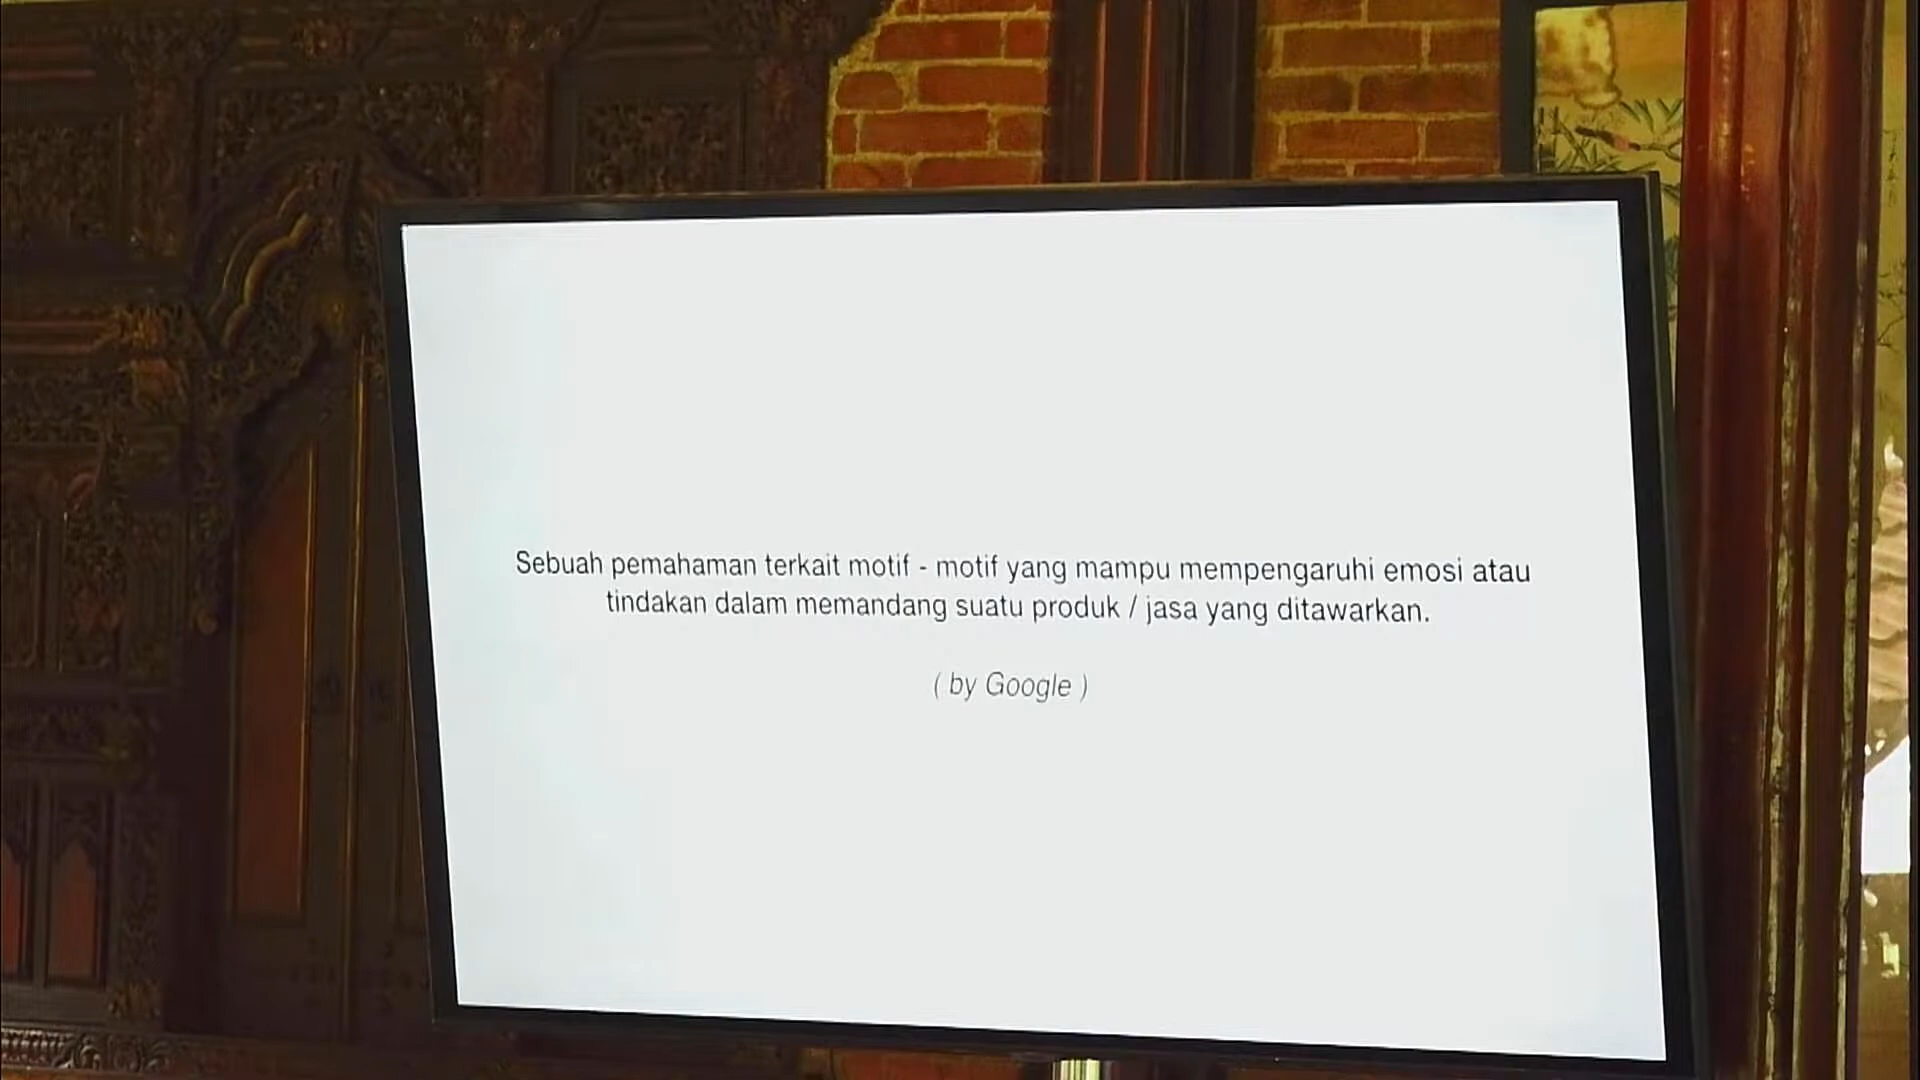 Sebuah pemahaman terkait motif - motif yang mampu mempengaruhi emosi atau
tindakan dalam memandang suatu produk / jasa yang ditawarkan.
( by Google )